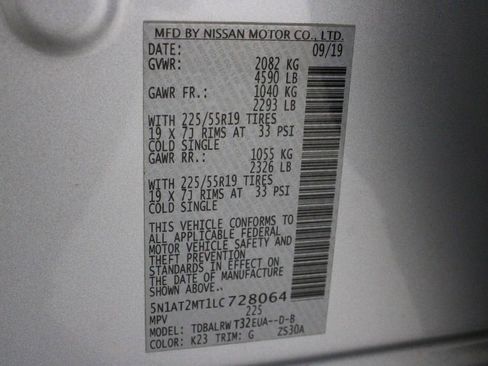 MFD BY NISSAN MOTOR CO., LTD.
DATE: 09/19
GVWR: 2082 KG
4590 LB
GAWR FR.: 1040 KG
2293 LB
WITH 225/55R19 TIRES
19 X 7J RIMS AT 33 PSI
COLD SINGLE
GAWR RR.: 1055 KG
2326 LB
WITH 225/55R19 TIRES
19 X 7J RIMS AT 33 PSI
COLD SINGLE
THIS VEHICLE CONFORMS TO
ALL APPLICABLE FEDERAL
MOTOR VEHICLE SAFETY AND
THEFT PREVENTION
STANDARDS IN EFFECT ON
THE DATE OF MANUFACTURE
SHOWN ABOVE.
5N1AT2MT1LC728064
MPV 225
MODEL: TDBALRWT32EUA--D-B
COLOR: K23 TRIM: G ZS30A